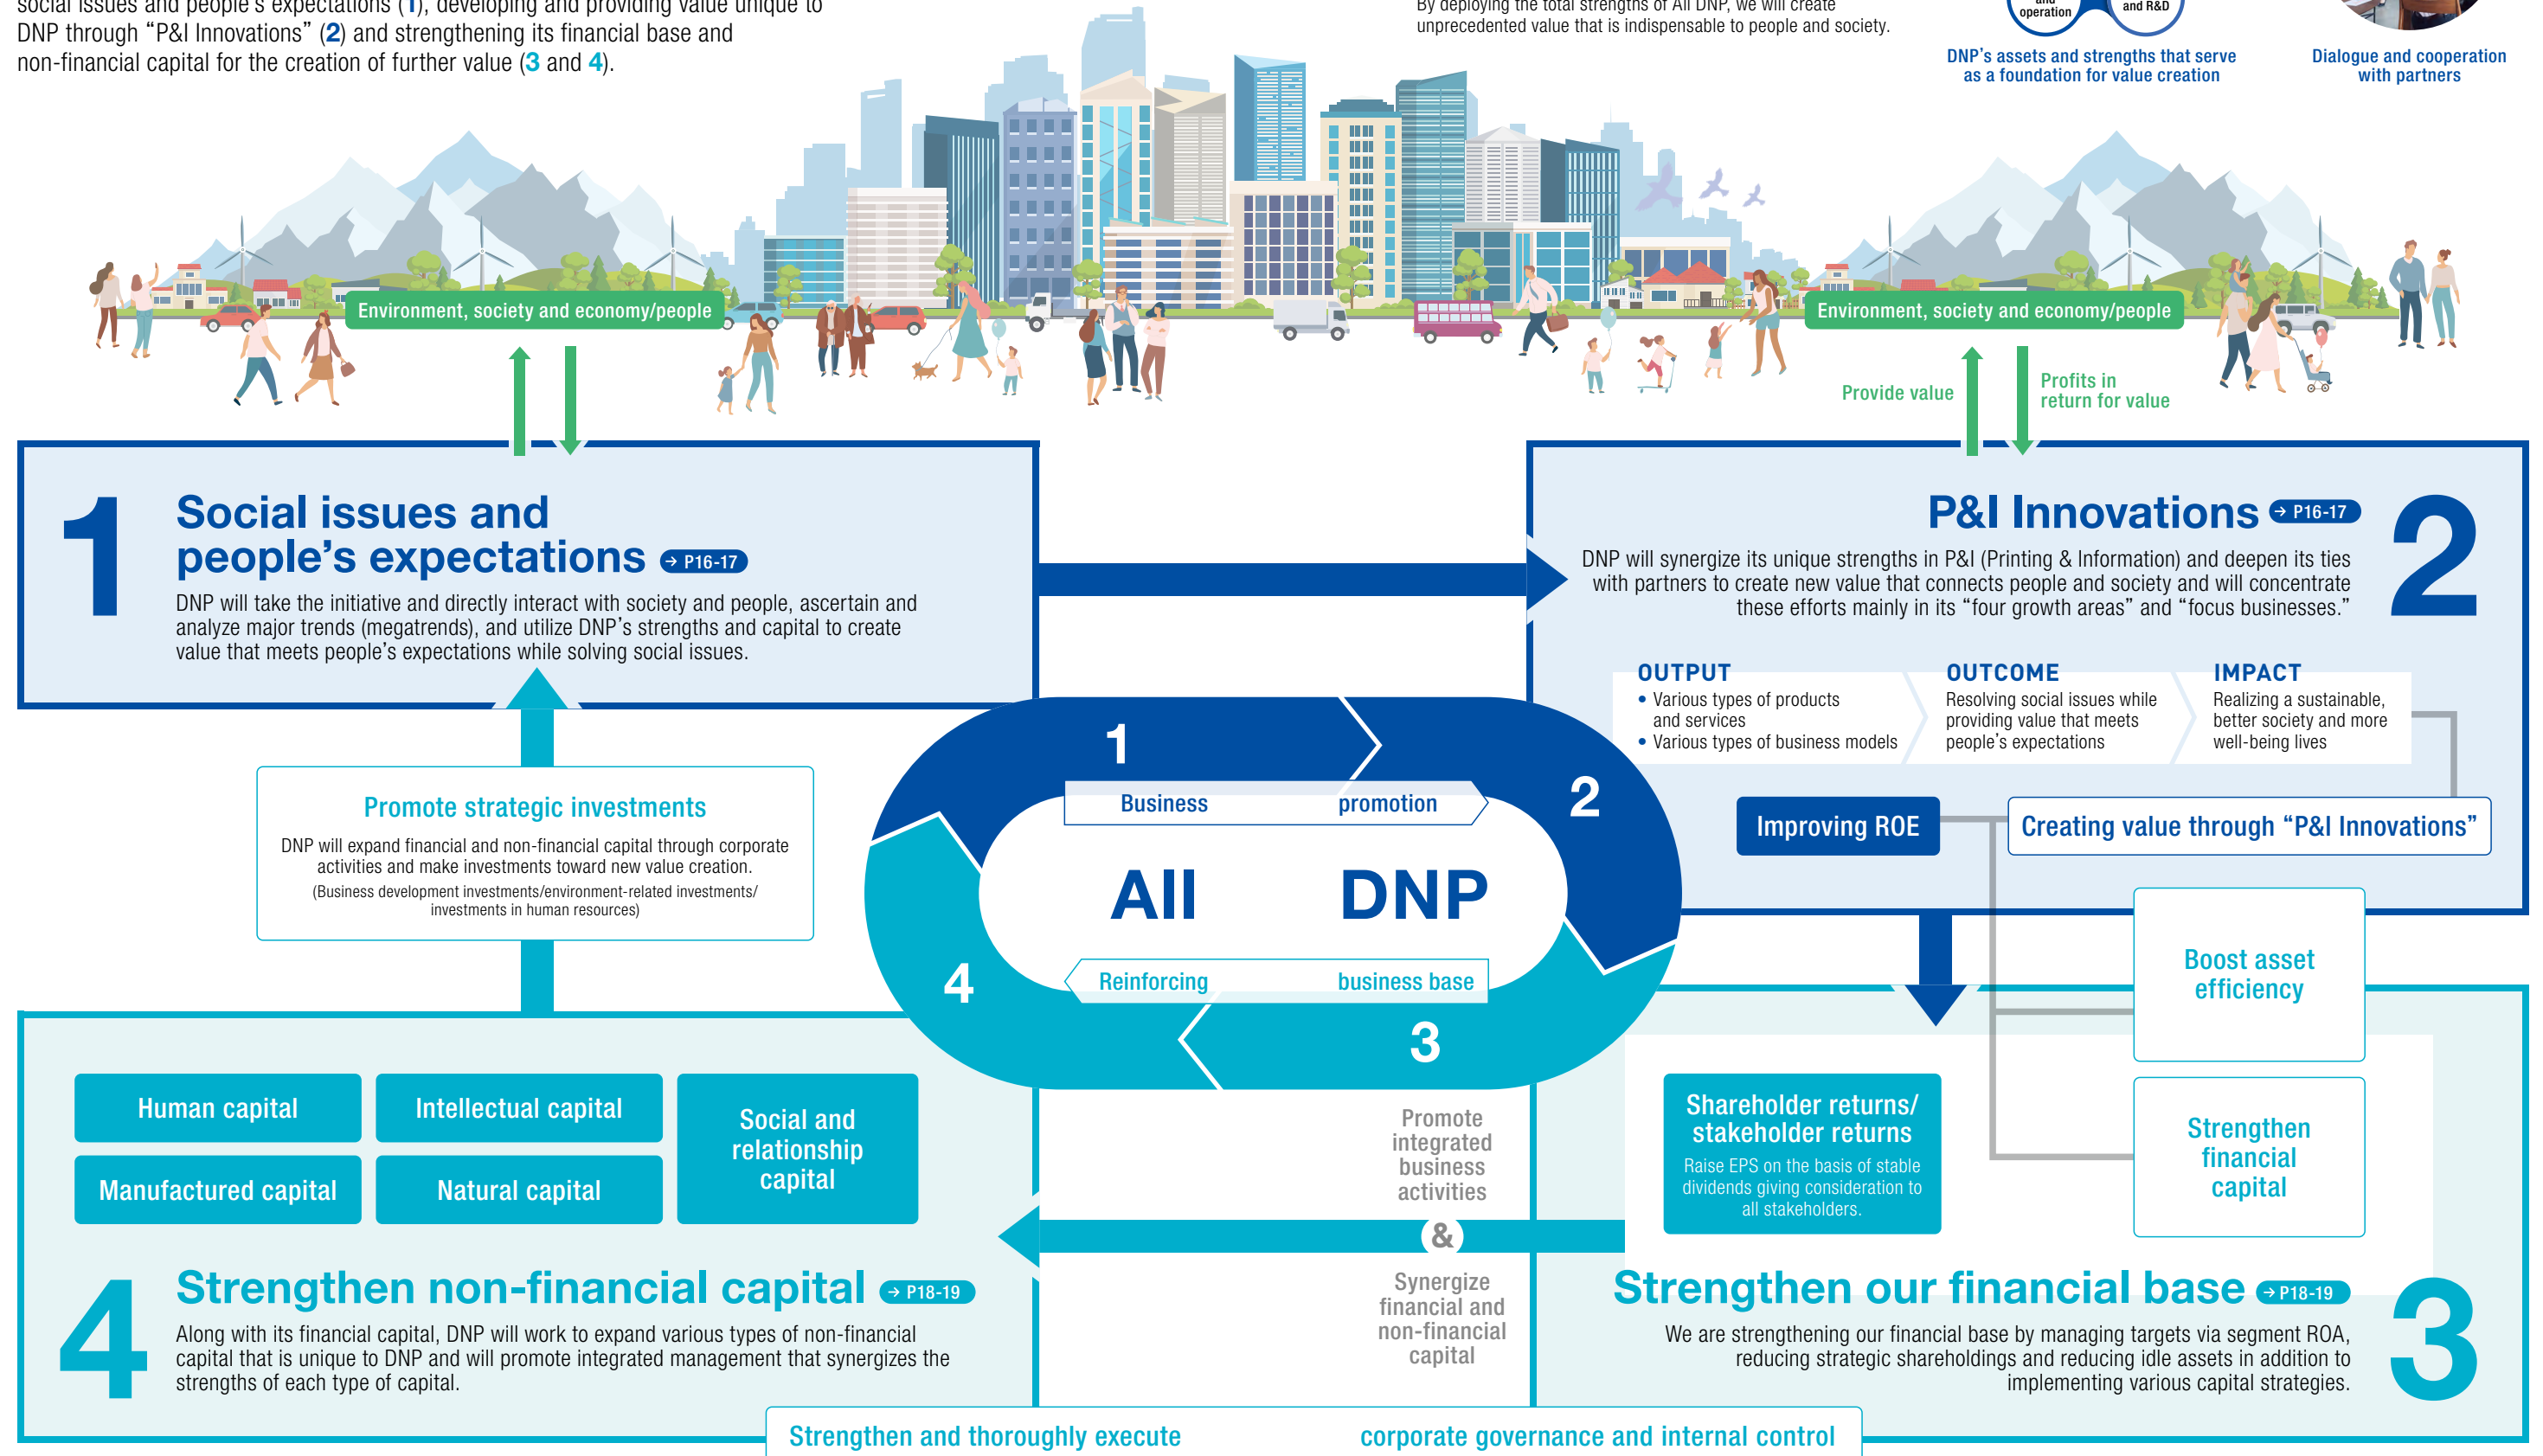 social issues and people's expectations (1), developing and providing value unique to
DNP through “P&I Innovations” (2) and strengthening its financial base and
non-financial capital for the creation of further value (3 and 4).
By deploying the total strengths of All DNP, we will create
unprecedented value that is indispensable to people and society.
and
operation
and R&D
DNP's assets and strengths that serve
as a foundation for value creation
Dialogue and cooperation
with partners
Environment, society and economy/people
Environment, society and economy/people
Provide value
Profits in
return for value
1
Social issues and
people's expectations → P16-17
DNP will take the initiative and directly interact with society and people, ascertain and
analyze major trends (megatrends), and utilize DNP's strengths and capital to create
value that meets people's expectations while solving social issues.
P&I Innovations → P16-17
2
DNP will synergize its unique strengths in P&I (Printing & Information) and deepen its ties
with partners to create new value that connects people and society and will concentrate
these efforts mainly in its “four growth areas” and “focus businesses.”
OUTPUT
• Various types of products
and services
• Various types of business models
OUTCOME
Resolving social issues while
providing value that meets
people's expectations
IMPACT
Realizing a sustainable,
better society and more
well-being lives
Improving ROE
Creating value through “P&I Innovations”
Promote strategic investments
DNP will expand financial and non-financial capital through corporate
activities and make investments toward new value creation.
(Business development investments/environment-related investments/
investments in human resources)
1
2
Business promotion
All DNP
Reinforcing business base
4
3
Boost asset
efficiency
Strengthen
financial
capital
Shareholder returns/
stakeholder returns
Raise EPS on the basis of stable
dividends giving consideration to
all stakeholders.
Human capital
Intellectual capital
Social and
relationship
capital
Manufactured capital
Natural capital
Promote
integrated
business
activities
&
Synergize
financial and
non-financial
capital
4
Strengthen non-financial capital → P18-19
Along with its financial capital, DNP will work to expand various types of non-financial
capital that is unique to DNP and will promote integrated management that synergizes the
strengths of each type of capital.
Strengthen our financial base → P18-19
3
We are strengthening our financial base by managing targets via segment ROA,
reducing strategic shareholdings and reducing idle assets in addition to
implementing various capital strategies.
Strengthen and thoroughly execute corporate governance and internal control